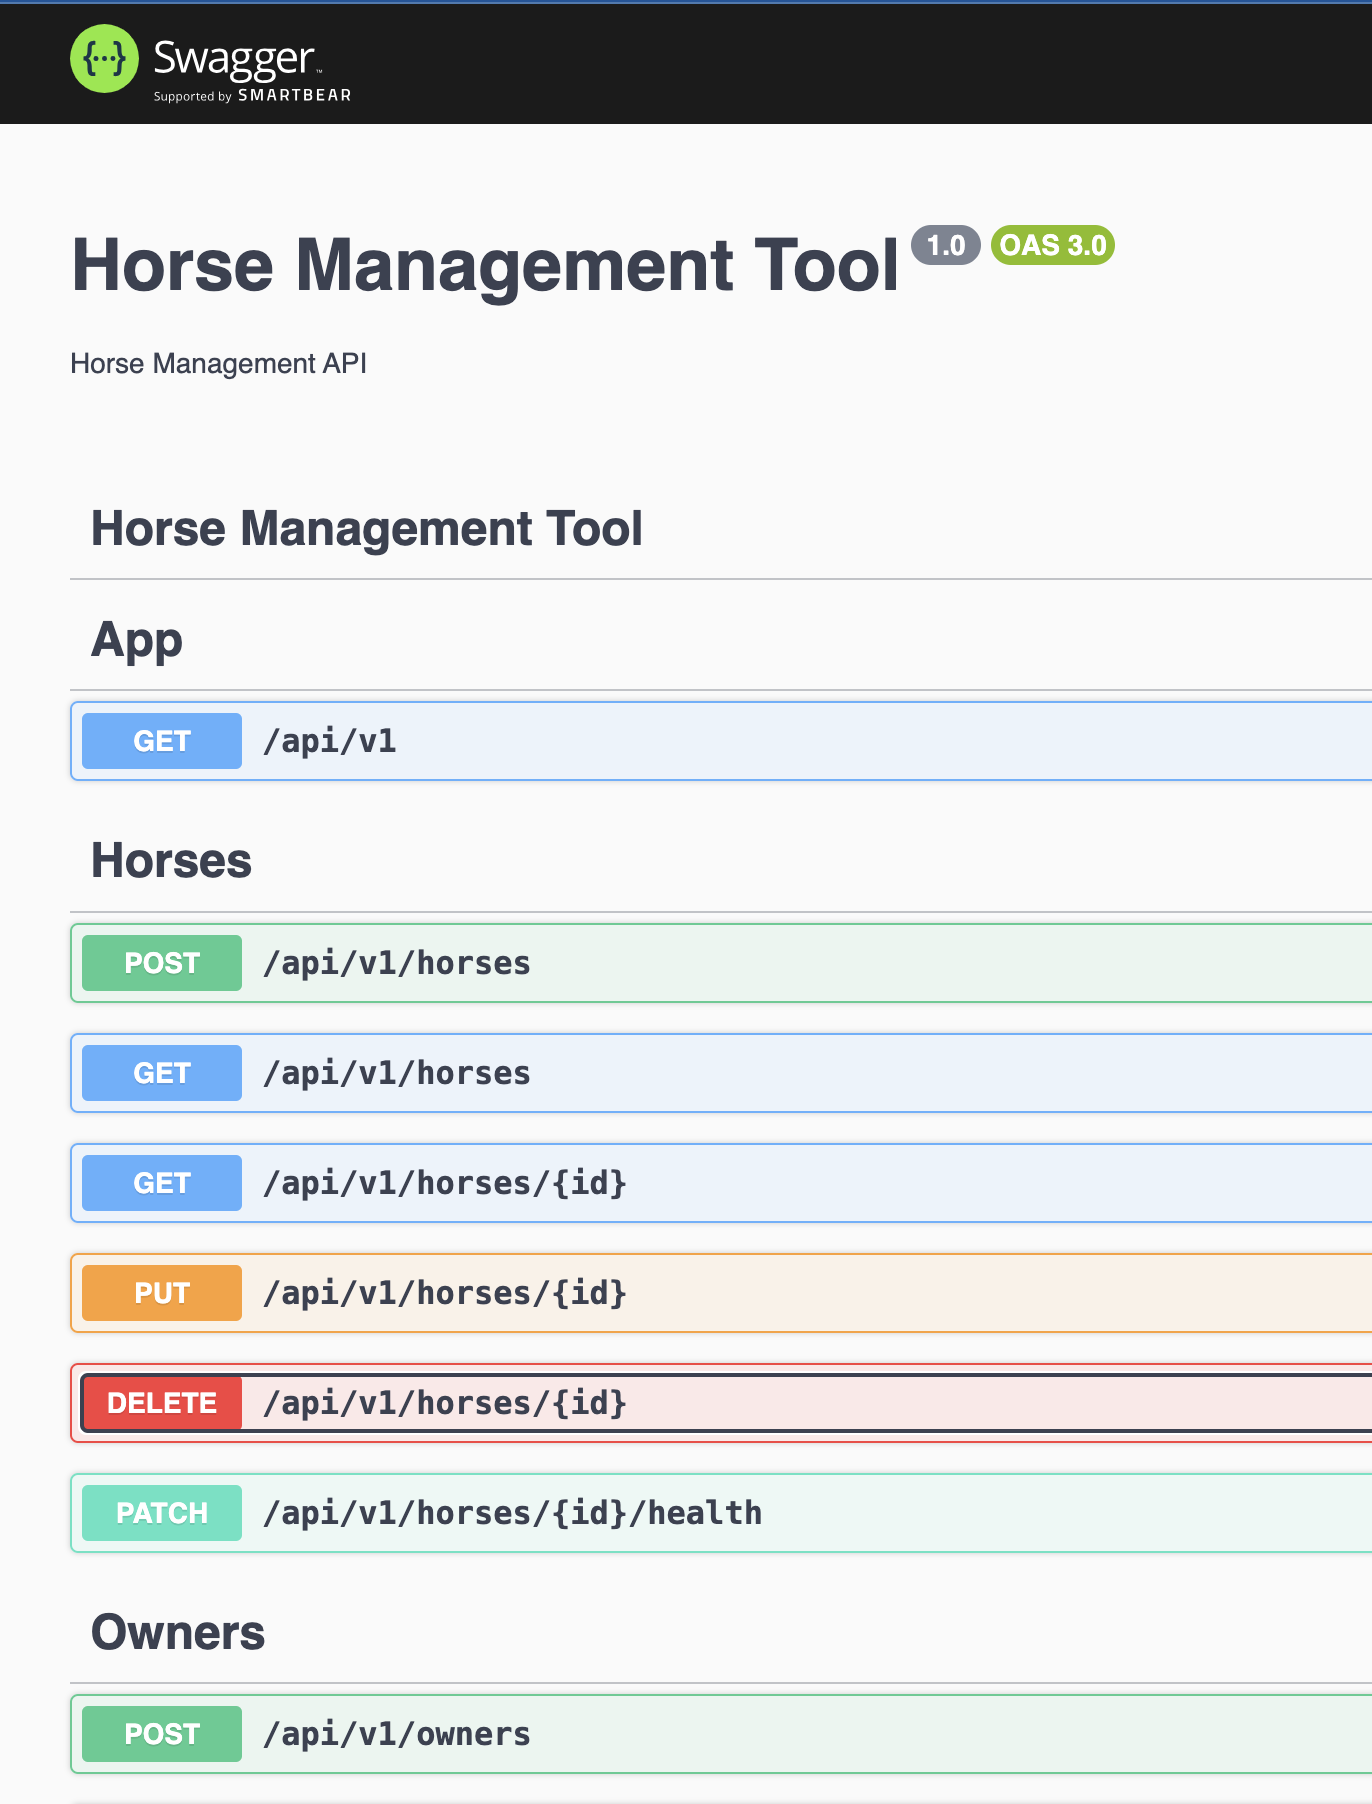 {···} Swagger™
Supported by SMARTBEAR
Horse Management Tool 1.0 OAS 3.0
Horse Management API
Horse Management Tool
App
GET /api/v1
Horses
POST /api/v1/horses
GET /api/v1/horses
GET /api/v1/horses/{id}
PUT /api/v1/horses/{id}
DELETE /api/v1/horses/{id}
PATCH /api/v1/horses/{id}/health
Owners
POST /api/v1/owners